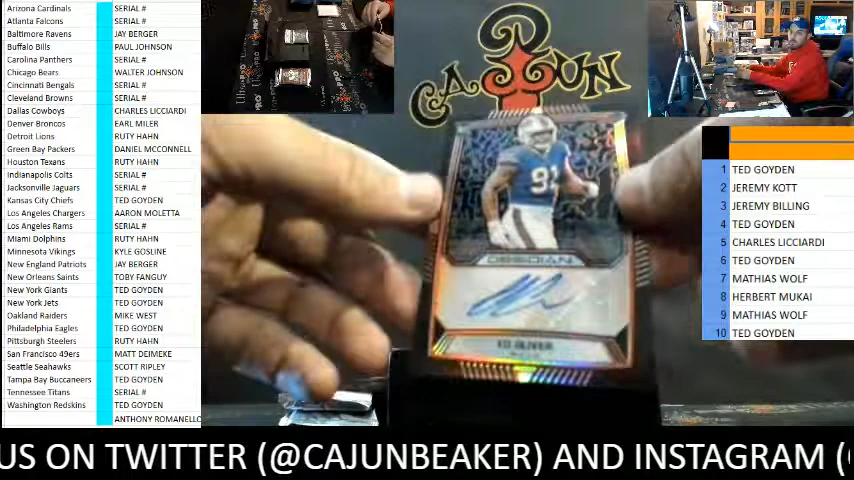 Arizona Cardinals SERIAL #
Atlanta Falcons SERIAL #
Baltimore Ravens JAY BERGER
Buffalo Bills PAUL JOHNSON
Carolina Panthers SERIAL #
Chicago Bears WALTER JOHNSON
Cincinnati Bengals SERIAL #
Cleveland Browns SERIAL #
Dallas Cowboys CHARLES LICCIARDI
Denver Broncos EARL MILER
Detroit Lions RUTY HAHN
Green Bay Packers DANIEL MCCONNELL
Houston Texans RUTY HAHN
Indianapolis Colts SERIAL #
Jacksonville Jaguars SERIAL #
Kansas City Chiefs TED GOYDEN
Los Angeles Chargers AARON MOLETTA
Los Angeles Rams SERIAL #
Miami Dolphins RUTY HAHN
Minnesota Vikings KYLE GOSLINE
New England Patriots JAY BERGER
New Orleans Saints TOBY FANGUY
New York Giants TED GOYDEN
New York Jets TED GOYDEN
Oakland Raiders MIKE WEST
Philadelphia Eagles TED GOYDEN
Pittsburgh Steelers RUTY HAHN
San Francisco 49ers MATT DEIMEKE
Seattle Seahawks SCOTT RIPLEY
Tampa Bay Buccaneers TED GOYDEN
Tennessee Titans SERIAL #
Washington Redskins TED GOYDEN
ANTHONY ROMANELLO
CAJUN
91
OBSIDIAN
ED OLIVER
1 TED GOYDEN
2 JEREMY KOTT
3 JEREMY BILLING
4 TED GOYDEN
5 CHARLES LICCIARDI
6 TED GOYDEN
7 MATHIAS WOLF
8 HERBERT MUKAI
9 MATHIAS WOLF
10 TED GOYDEN
US ON TWITTER (@CAJUNBEAKER) AND INSTAGRAM (